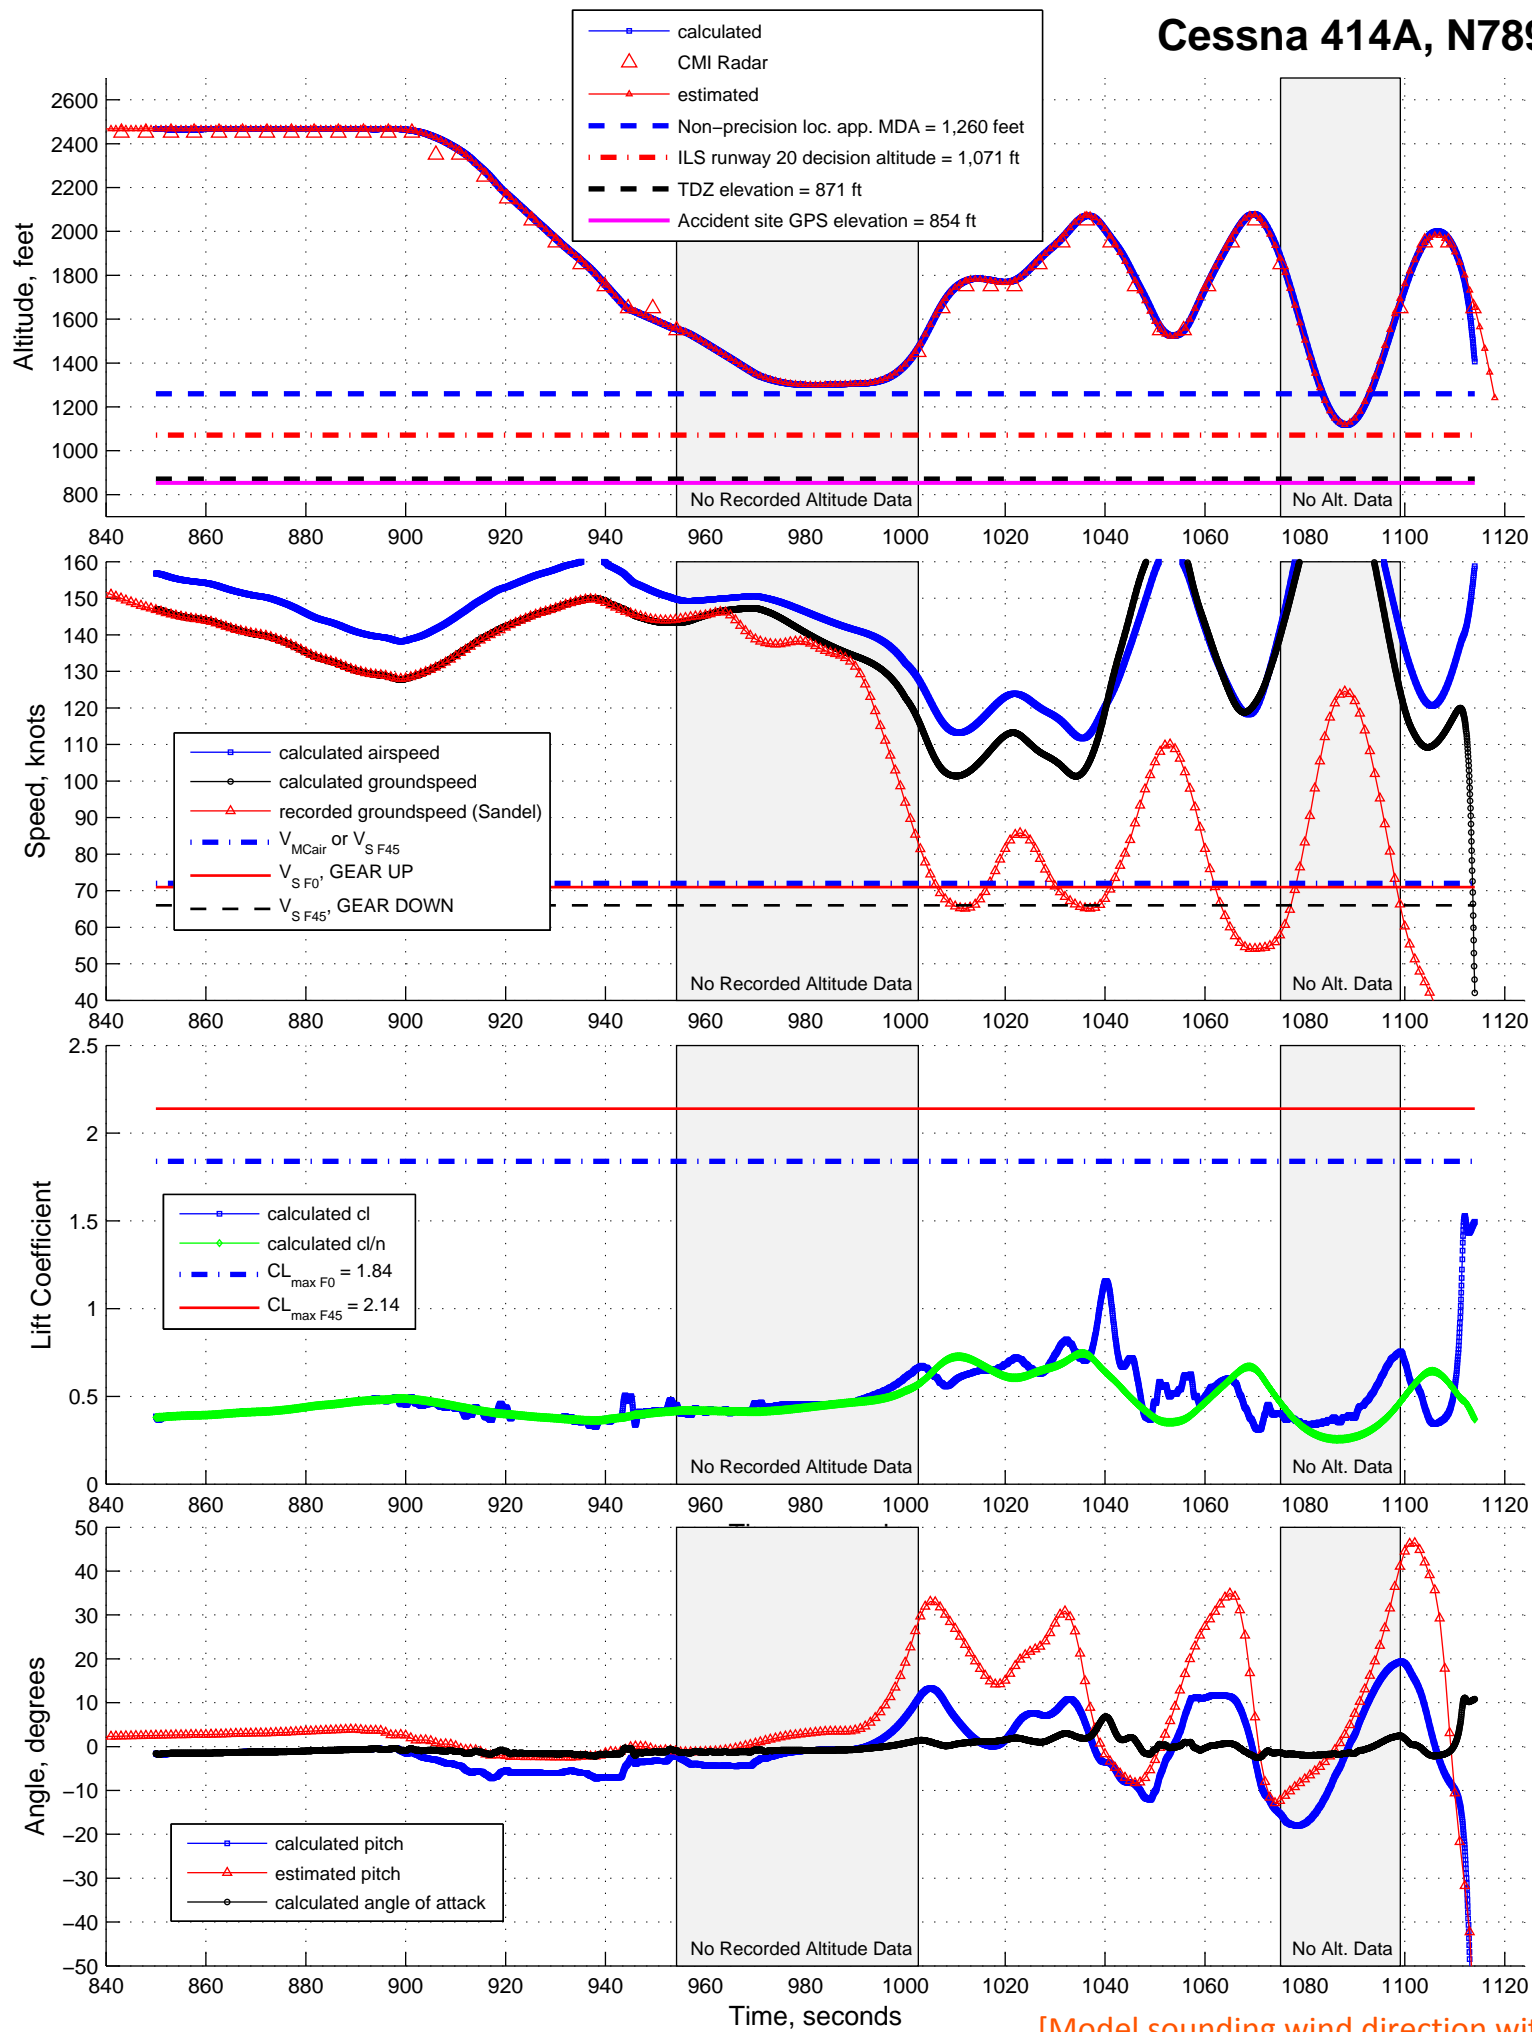 Cessna 414A, N789
calculated
CMI Radar
estimated
Non−precision loc. app. MDA = 1,260 feet
ILS runway 20 decision altitude = 1,071 ft
TDZ elevation = 871 ft
Accident site GPS elevation = 854 ft
Altitude, feet
2600
2400
2200
2000
1800
1600
1400
1200
1000
800
No Recorded Altitude Data
No Alt. Data
840 860 880 900 920 940 960 980 1000 1020 1040 1060 1080 1100 1120
Speed, knots
160
150
140
130
120
110
100
90
80
70
60
50
40
calculated airspeed
calculated groundspeed
recorded groundspeed (Sandel)
V MCair or V S F45
V S F0, GEAR UP
V S F45, GEAR DOWN
No Recorded Altitude Data
No Alt. Data
840 860 880 900 920 940 960 980 1000 1020 1040 1060 1080 1100 1120
Lift Coefficient
2.5
2
1.5
1
0.5
0
calculated cl
calculated cl/n
CL max F0 = 1.84
CL max F45 = 2.14
No Recorded Altitude Data
No Alt. Data
840 860 880 900 920 940 960 980 1000 1020 1040 1060 1080 1100 1120
Angle, degrees
50
40
30
20
10
0
−10
−20
−30
−40
−50
calculated pitch
estimated pitch
calculated angle of attack
No Recorded Altitude Data
No Alt. Data
840 860 880 900 920 940 960 980 1000 1020 1040 1060 1080 1100 1120
Time, seconds
[Model sounding wind direction wit